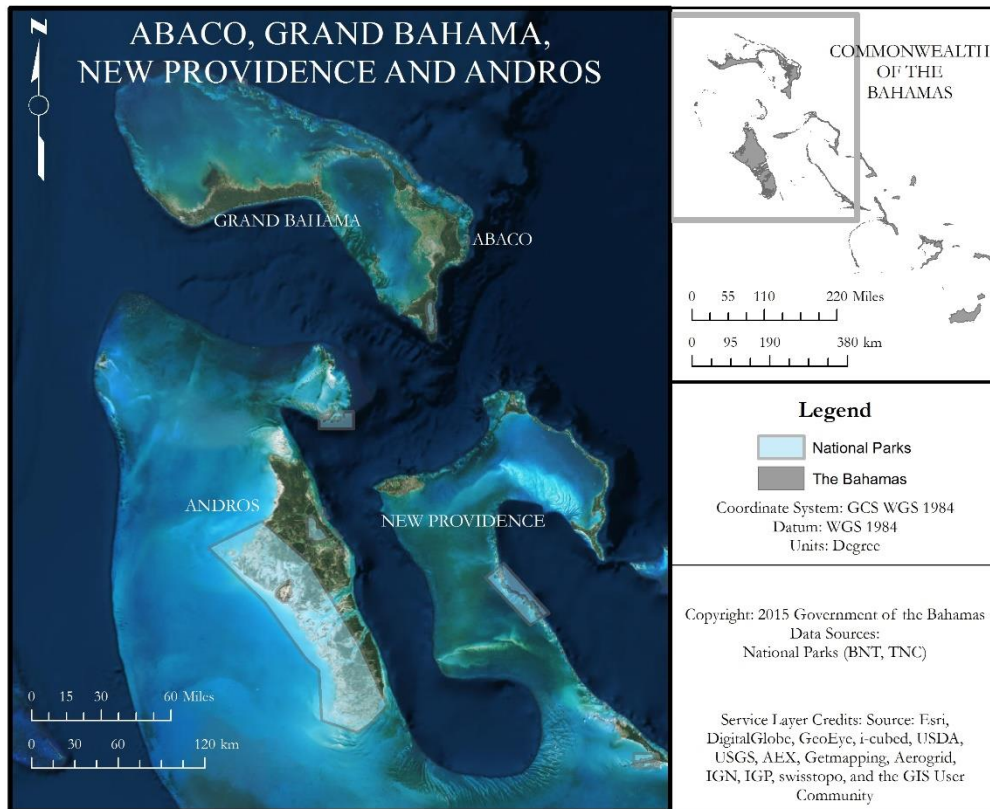 N
ABACO, GRAND BAHAMA,
NEW PROVIDENCE AND ANDROS
GRAND BAHAMA
ABACO
ANDROS
NEW PROVIDENCE
0 15 30 60 Miles
0 30 60 120 km
COMMONWEALTH
OF THE
BAHAMAS
0 55 110 220 Miles
0 95 190 380 km
Legend
National Parks
The Bahamas
Coordinate System: GCS WGS 1984
Datum: WGS 1984
Units: Degree
Copyright: 2015 Government of the Bahamas
Data Sources:
National Parks (BNT, TNC)
Service Layer Credits: Source: Esri,
DigitalGlobe, GeoEye, i-cubed, USDA,
USGS, AEX, Getmapping, Aerogrid,
IGN, IGP, swisstopo, and the GIS User
Community